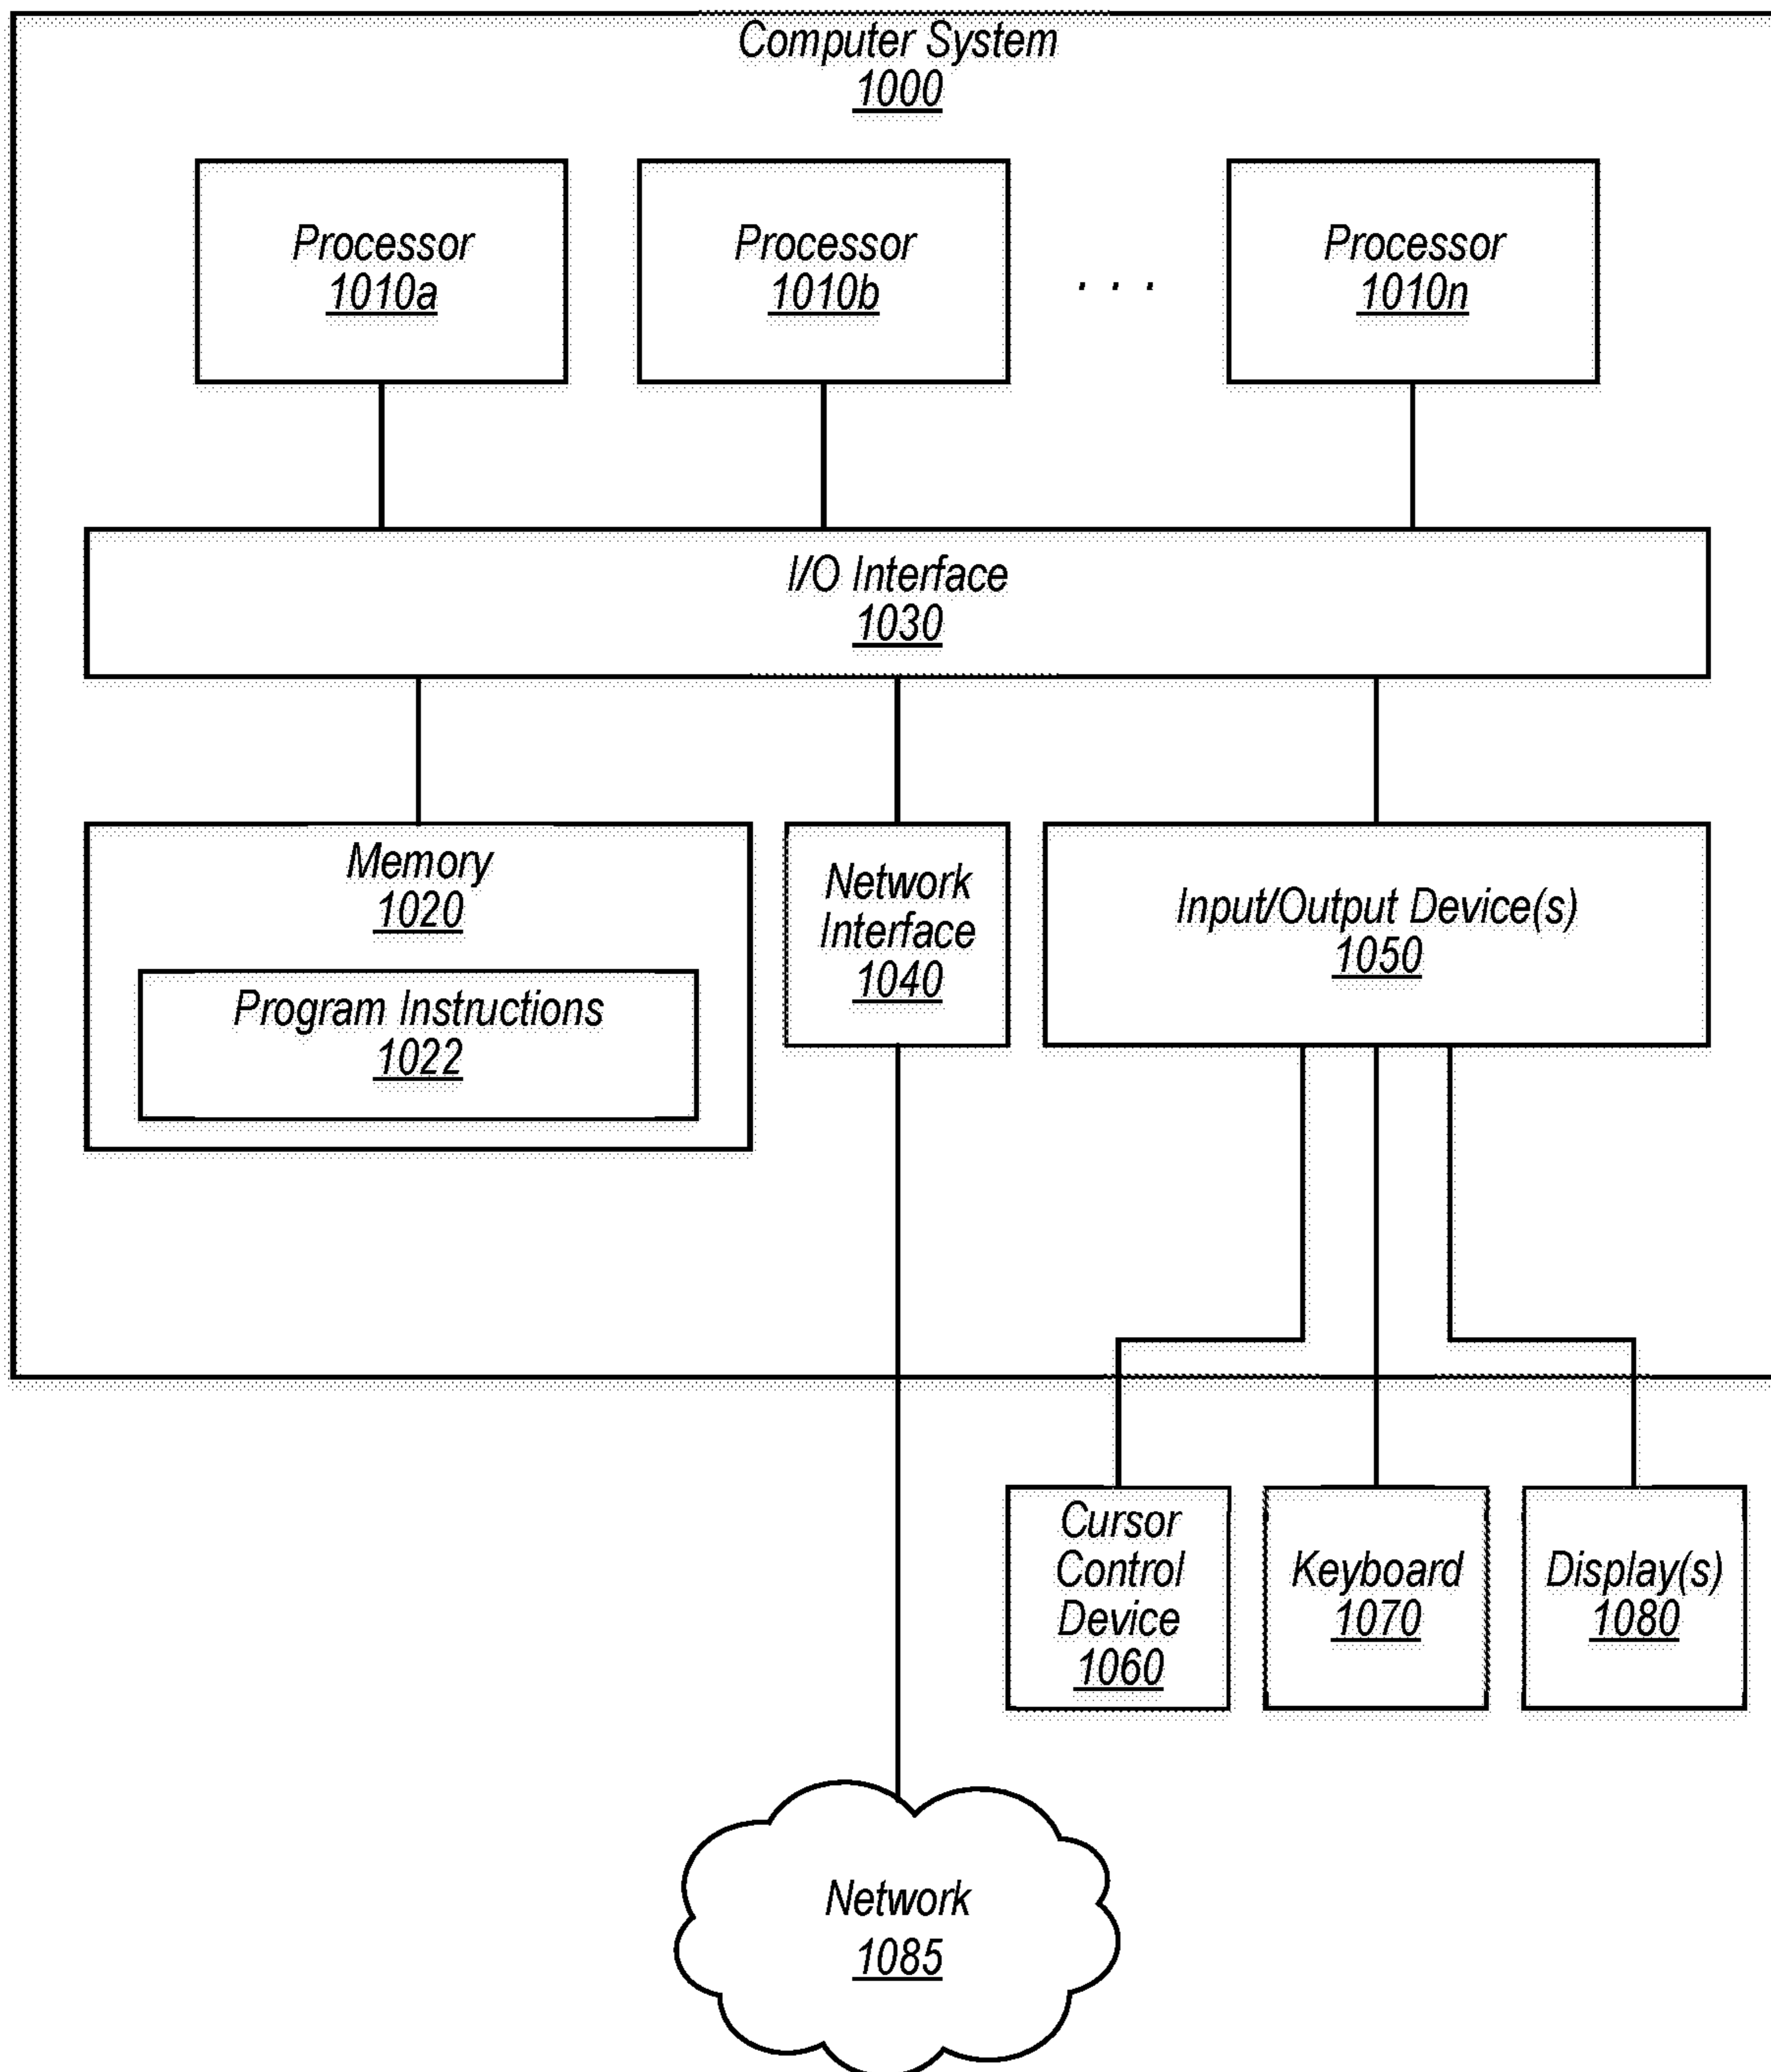 Computer System
1000
Processor
1010a
Processor
1010b
. . .
Processor
1010n
I/O Interface
1030
Memory
1020
Program Instructions
1022
Network
Interface
1040
Input/Output Device(s)
1050
Cursor
Control
Device
1060
Keyboard
1070
Display(s)
1080
Network
1085